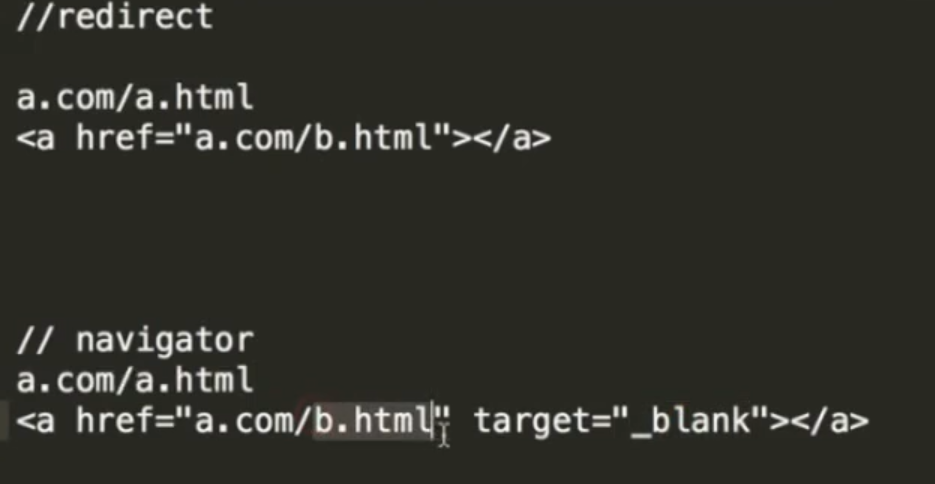 //redirect
a.com/a.html
<a href="a.com/b.html"></a>
// navigator
a.com/a.html
<a href="a.com/b.html" target="_blank"></a>